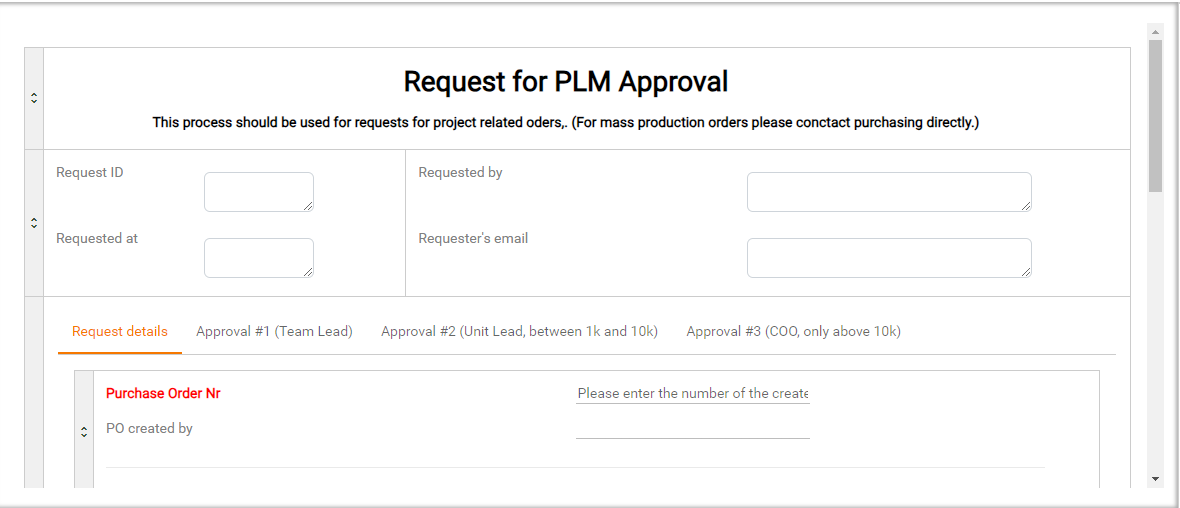 Request for PLM Approval
This process should be used for requests for project related oders,. (For mass production orders please conctact purchasing directly.)
Request ID
Requested by
Requested at
Requester's email
Request details Approval #1 (Team Lead) Approval #2 (Unit Lead, between 1k and 10k) Approval #3 (COO, only above 10k)
Purchase Order Nr
Please enter the number of the create
PO created by